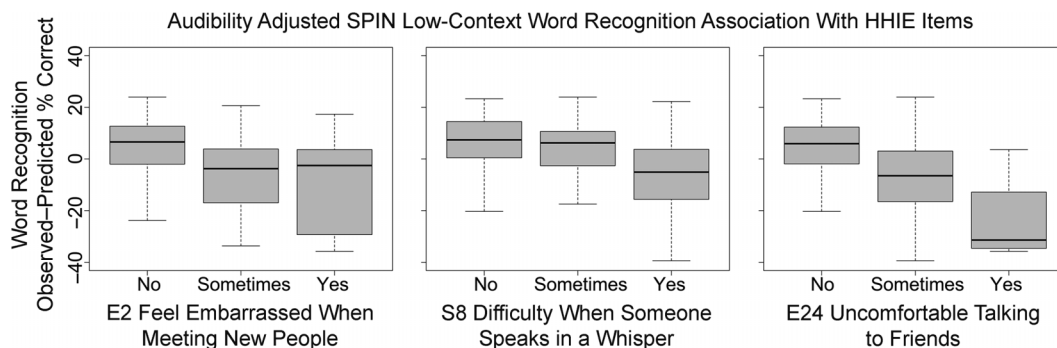 Audibility Adjusted SPIN Low-Context Word Recognition Association With HHIE Items
Word Recognition
Observed–Predicted % Correct
40
20
0
−20
−40
No Sometimes Yes
E2 Feel Embarrassed When
Meeting New People
No Sometimes Yes
S8 Difficulty When Someone
Speaks in a Whisper
No Sometimes Yes
E24 Uncomfortable Talking
to Friends